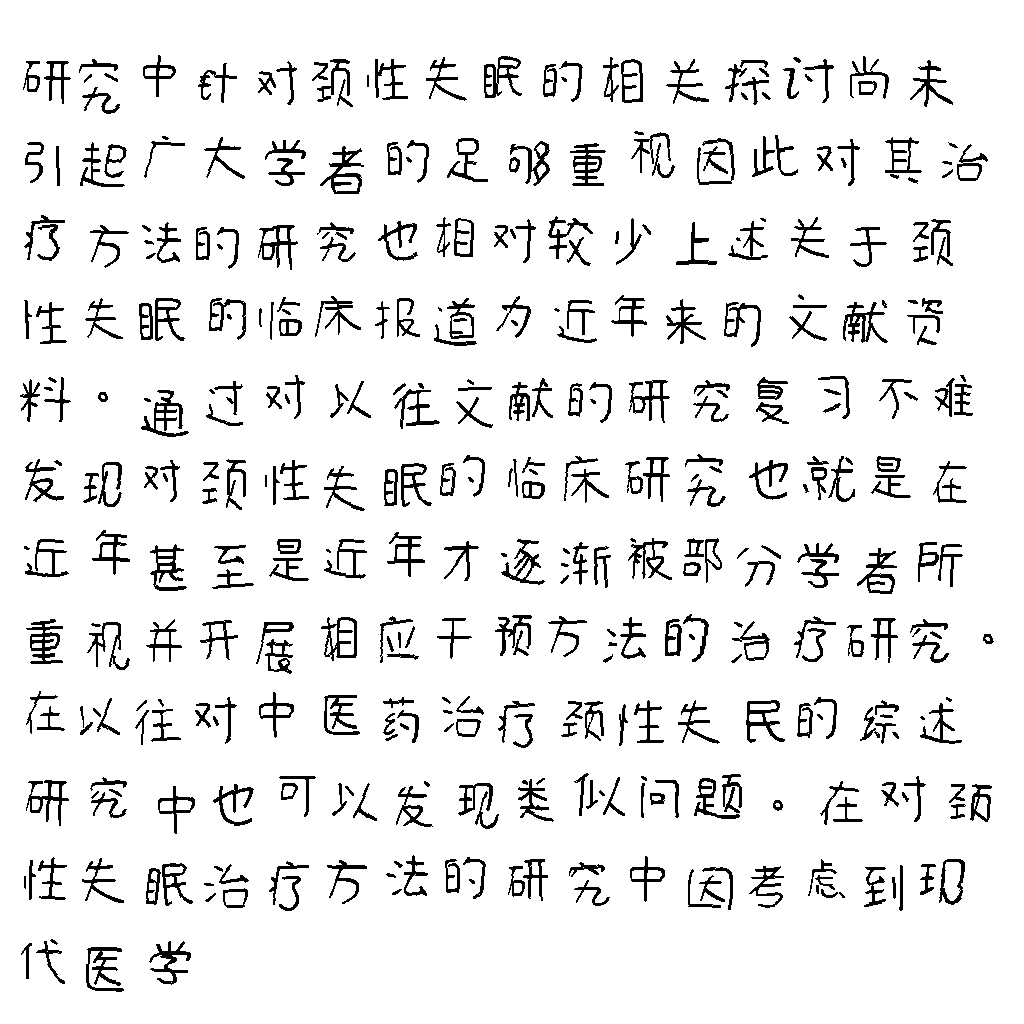 研究中针对颈性失眠的相关探讨尚未
引起广大学者的足够重视因此对其治
疗方法的研究也相对较少上述关于颈
性失眠的临床报道为近年来的文献资
料。通过对以往文献的研究复习不难
发现对颈性失眠的临床研究也就是在
近年甚至是近年才逐渐被部分学者所
重视并开展相应干预方法的治疗研究。
在以往对中医药治疗颈性失民的综述
研究中也可以发现类似问题。在对颈
性失眠治疗方法的研究中因考虑到现
代医学